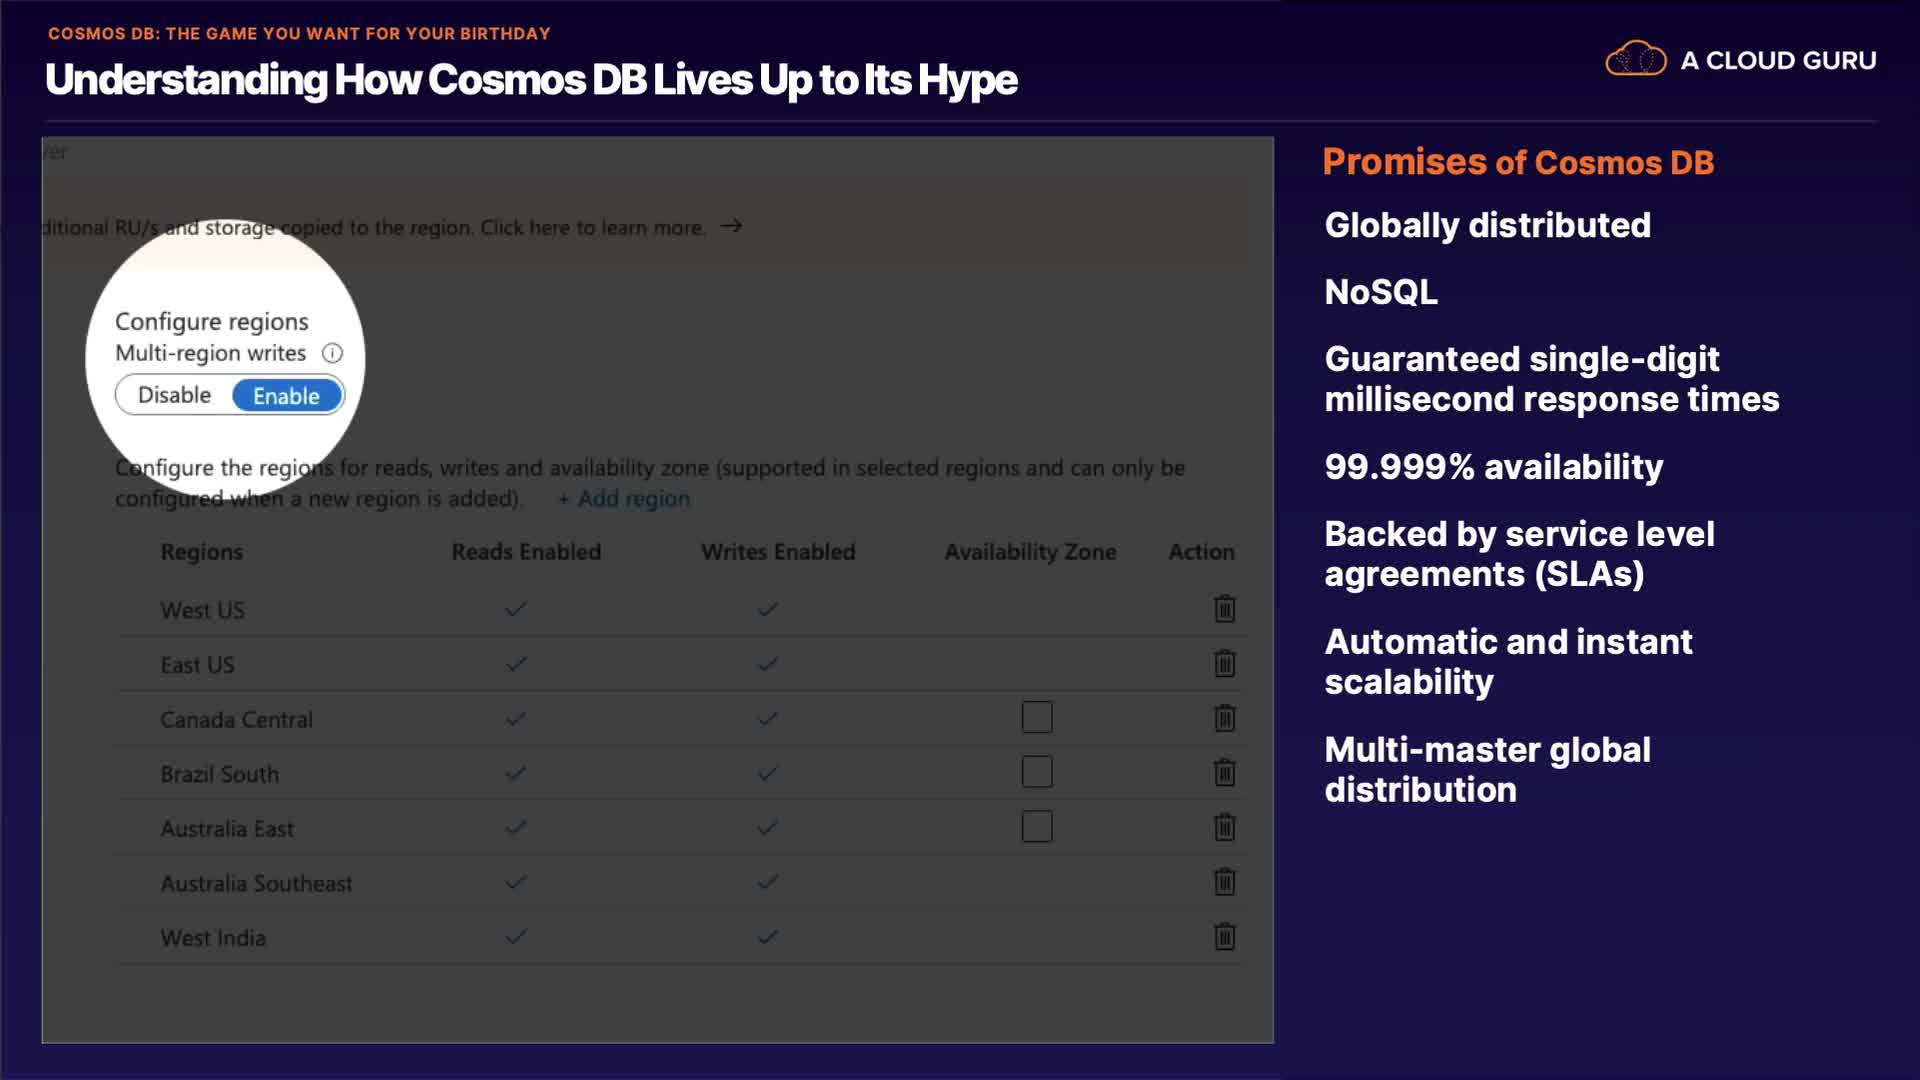 COSMOS DB: THE GAME YOU WANT FOR YOUR BIRTHDAY
Understanding How Cosmos DB Lives Up to Its Hype
A CLOUD GURU
ditional RU/s and storage copied to the region. Click here to learn more. →
Configure regions
Multi-region writes
Disable Enable
Configure the regions for reads, writes and availability zone (supported in selected regions and can only be
configured when a new region is added). + Add region
Regions Reads Enabled Writes Enabled Availability Zone Action
West US
East US
Canada Central
Brazil South
Australia East
Australia Southeast
West India
Promises of Cosmos DB
Globally distributed
NoSQL
Guaranteed single-digit
millisecond response times
99.999% availability
Backed by service level
agreements (SLAs)
Automatic and instant
scalability
Multi-master global
distribution